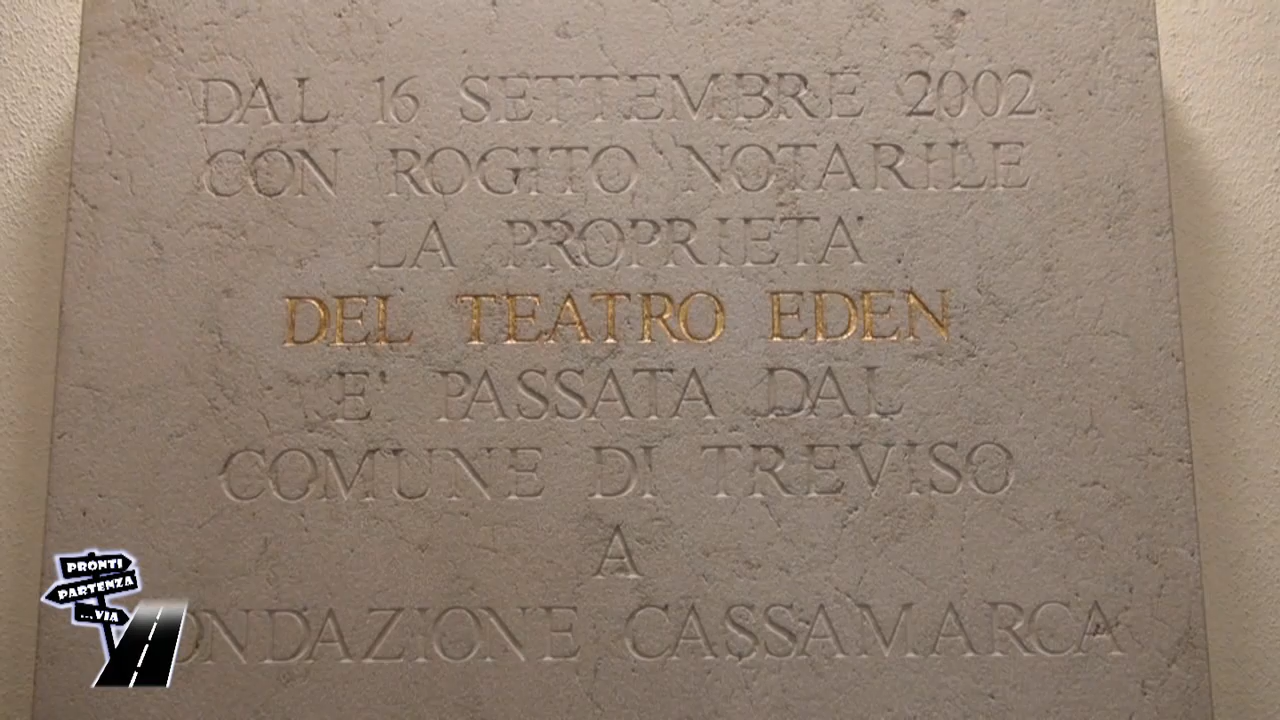 DAL 16 SETTEMBRE 2002
CON ROGITO NOTARILE
LA PROPRIETA'
DEL TEATRO EDEN
E' PASSATA DAL
COMUNE DI TREVISO
A
ONDAZIONE CASSAMARCA
PRONTI
PARTENZA
...VIA